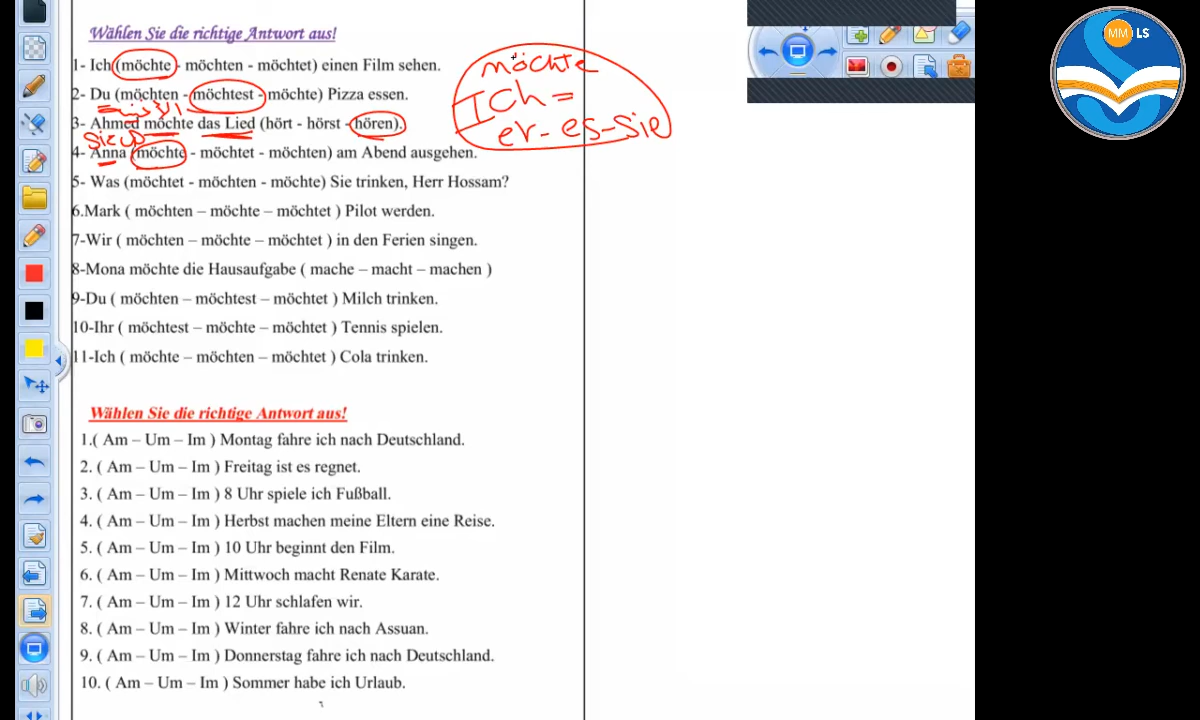 Wählen Sie die richtige Antwort aus!
1- Ich (möchte - möchten - möchtet) einen Film sehen.
2- Du (möchten - möchtest - möchte) Pizza essen.
3- Ahmed möchte das Lied (hört - hörst - hören).
4- Anna (möchte - möchtet - möchten) am Abend ausgehen.
5- Was (möchtet - möchten - möchte) Sie trinken, Herr Hossam?
6.Mark ( möchten – möchte – möchtet ) Pilot werden.
7-Wir ( möchten – möchte – möchtet ) in den Ferien singen.
8-Mona möchte die Hausaufgabe ( mache – macht – machen )
9-Du ( möchten – möchtest – möchtet ) Milch trinken.
10-Ihr ( möchtest – möchte – möchtet ) Tennis spielen.
11-Ich ( möchte – möchten – möchtet ) Cola trinken.
möchte
Ich =
er-es-sie
sie
Wählen Sie die richtige Antwort aus!
1.( Am – Um – Im ) Montag fahre ich nach Deutschland.
2. ( Am – Um – Im ) Freitag ist es regnet.
3. ( Am – Um – Im ) 8 Uhr spiele ich Fußball.
4. ( Am – Um – Im ) Herbst machen meine Eltern eine Reise.
5. ( Am – Um – Im ) 10 Uhr beginnt den Film.
6. ( Am – Um – Im ) Mittwoch macht Renate Karate.
7. ( Am – Um – Im ) 12 Uhr schlafen wir.
8. ( Am – Um – Im ) Winter fahre ich nach Assuan.
9. ( Am – Um – Im ) Donnerstag fahre ich nach Deutschland.
10. ( Am – Um – Im ) Sommer habe ich Urlaub.
MM LS